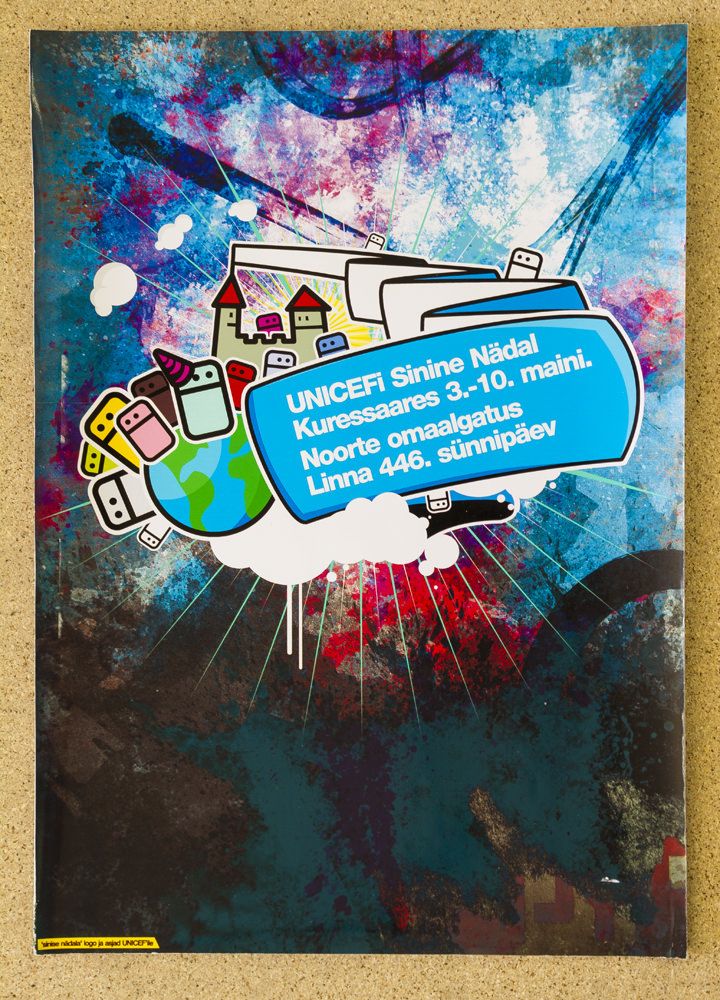 UNICEFi Sinine Nädal
Kuressaares 3.-10. maini.
Noorte omaalgatus
Linna 446. sünnipäev
'sinise nädala' logo ja asjad UNICEF'ile